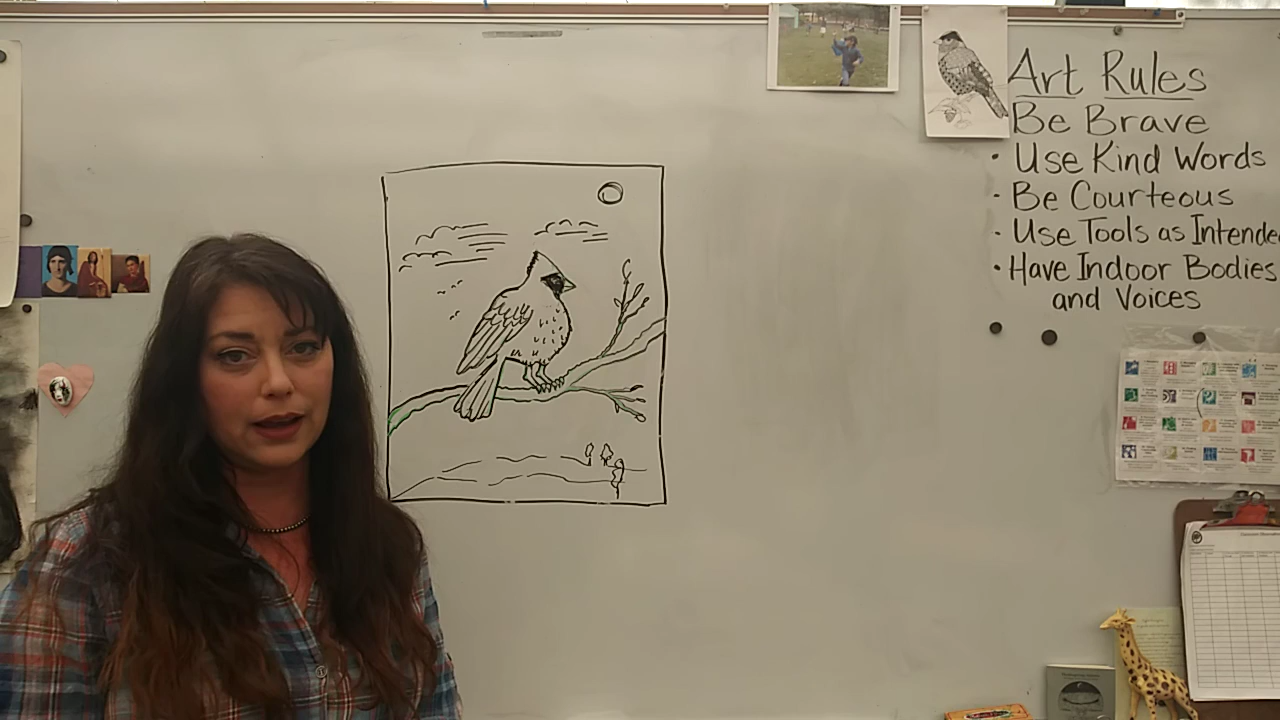 Art Rules
Be Brave
• Use Kind Words
- Be Courteous
- Use Tools as Intende
• Have Indoor Bodies
and Voices